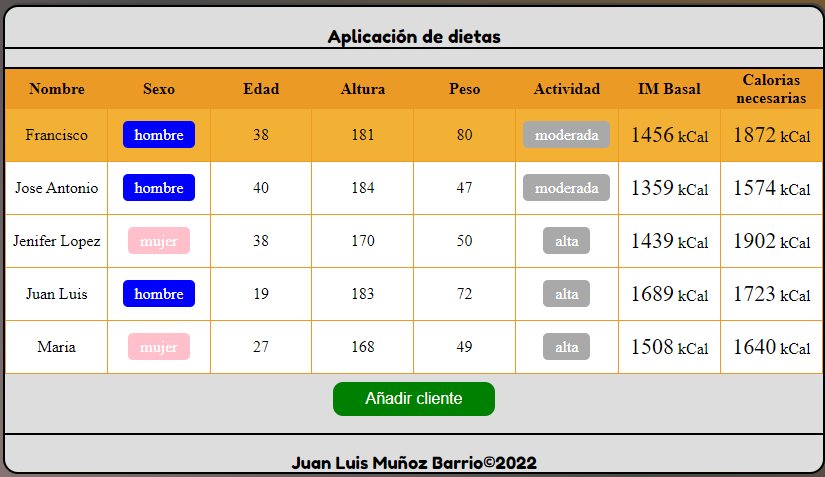 Aplicación de dietas
Nombre Sexo Edad Altura Peso Actividad IM Basal Calorias necesarias
Francisco hombre 38 181 80 moderada 1456 kCal 1872 kCal
Jose Antonio hombre 40 184 47 moderada 1359 kCal 1574 kCal
Jenifer Lopez mujer 38 170 50 alta 1439 kCal 1902 kCal
Juan Luis hombre 19 183 72 alta 1689 kCal 1723 kCal
Maria mujer 27 168 49 alta 1508 kCal 1640 kCal
Añadir cliente
Juan Luis Muñoz Barrio©2022